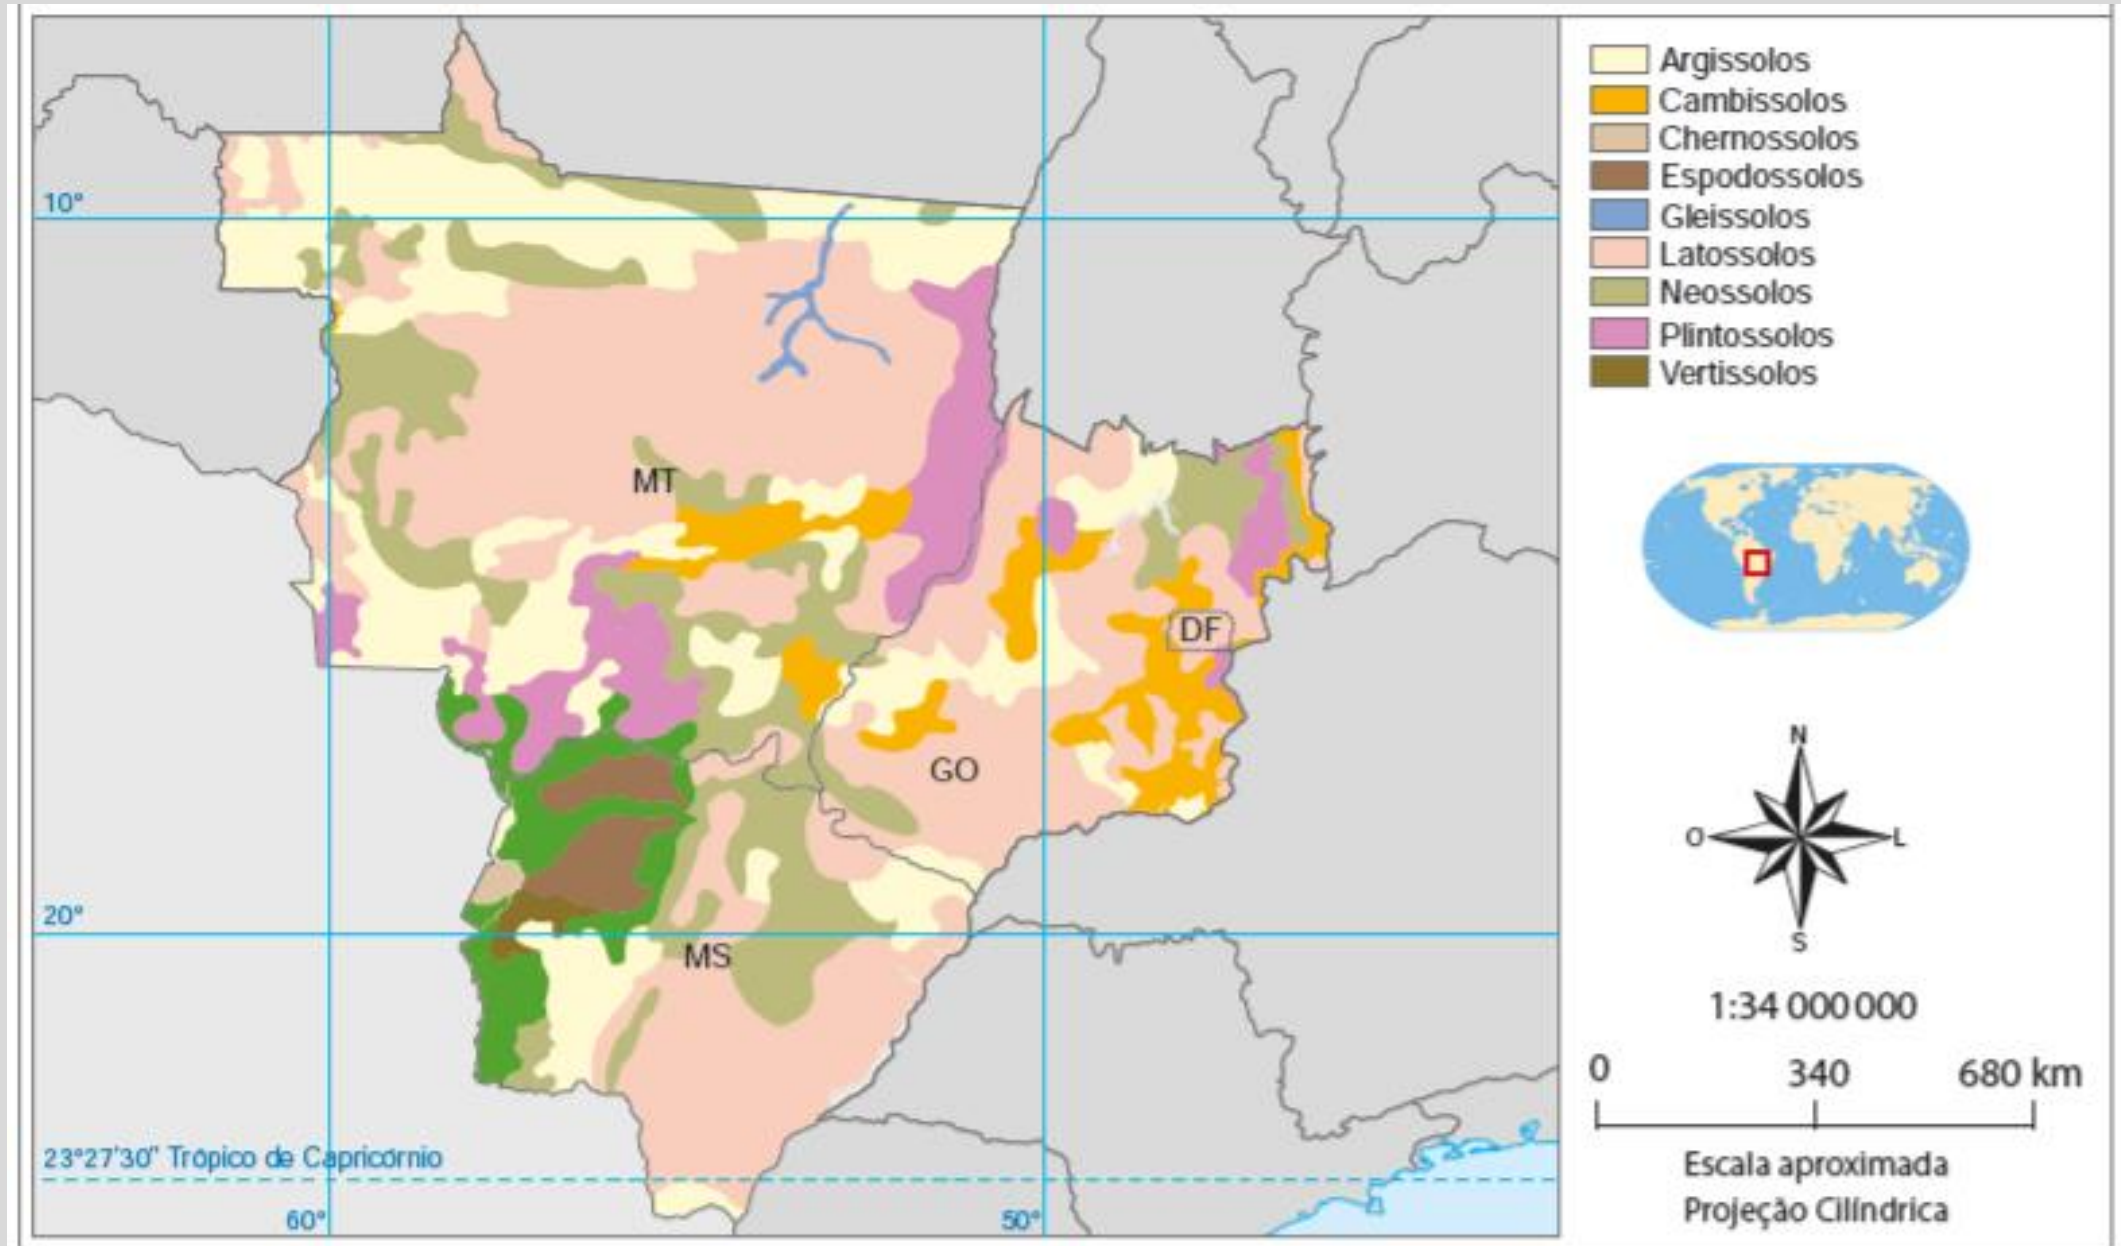 10°
20°
23°27'30" Trópico de Capricórnio
60°
50°
MT
DF
GO
MS
Argissolos
Cambissolos
Chernossolos
Espodossolos
Gleissolos
Latossolos
Neossolos
Plintossolos
Vertissolos
N
O
L
S
1:34 000 000
0 340 680 km
Escala aproximada
Projeção Cilíndrica